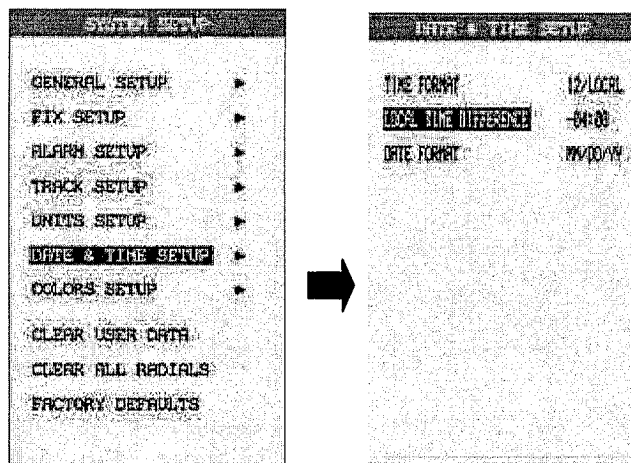 SYSTEM SETUP
GENERAL SETUP
FIX SETUP
ALARM SETUP
TRACK SETUP
UNITS SETUP
DATE & TIME SETUP
COLORS SETUP
CLEAR USER DATA
CLEAR ALL RADIALS
FACTORY DEFAULTS
DATE & TIME SETUP
TIME FORMAT 12/LOCAL
LOCAL TIME DIFFERENCE -04:00
DATE FORMAT MM/DD/YY